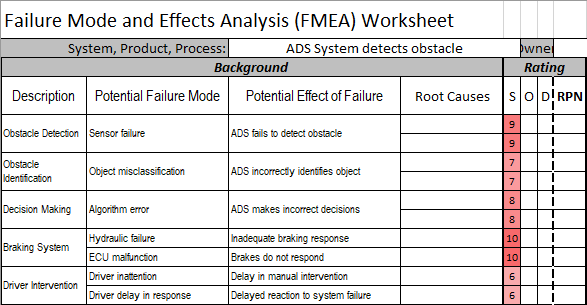 Failure Mode and Effects Analysis (FMEA) Worksheet
System, Product, Process: ADS System detects obstacle Owner
Background Rating
Description Potential Failure Mode Potential Effect of Failure Root Causes S O D RPN
Obstacle Detection Sensor failure ADS fails to detect obstacle 9
9
Obstacle Identification Object misclassification ADS incorrectly identifies object 7
7
Decision Making Algorithm error ADS makes incorrect decisions 8
8
Braking System Hydraulic failure Inadequate braking response 10
ECU malfunction Brakes do not respond 10
Driver Intervention Driver inattention Delay in manual intervention 6
Driver delay in response Delayed reaction to system failure 6